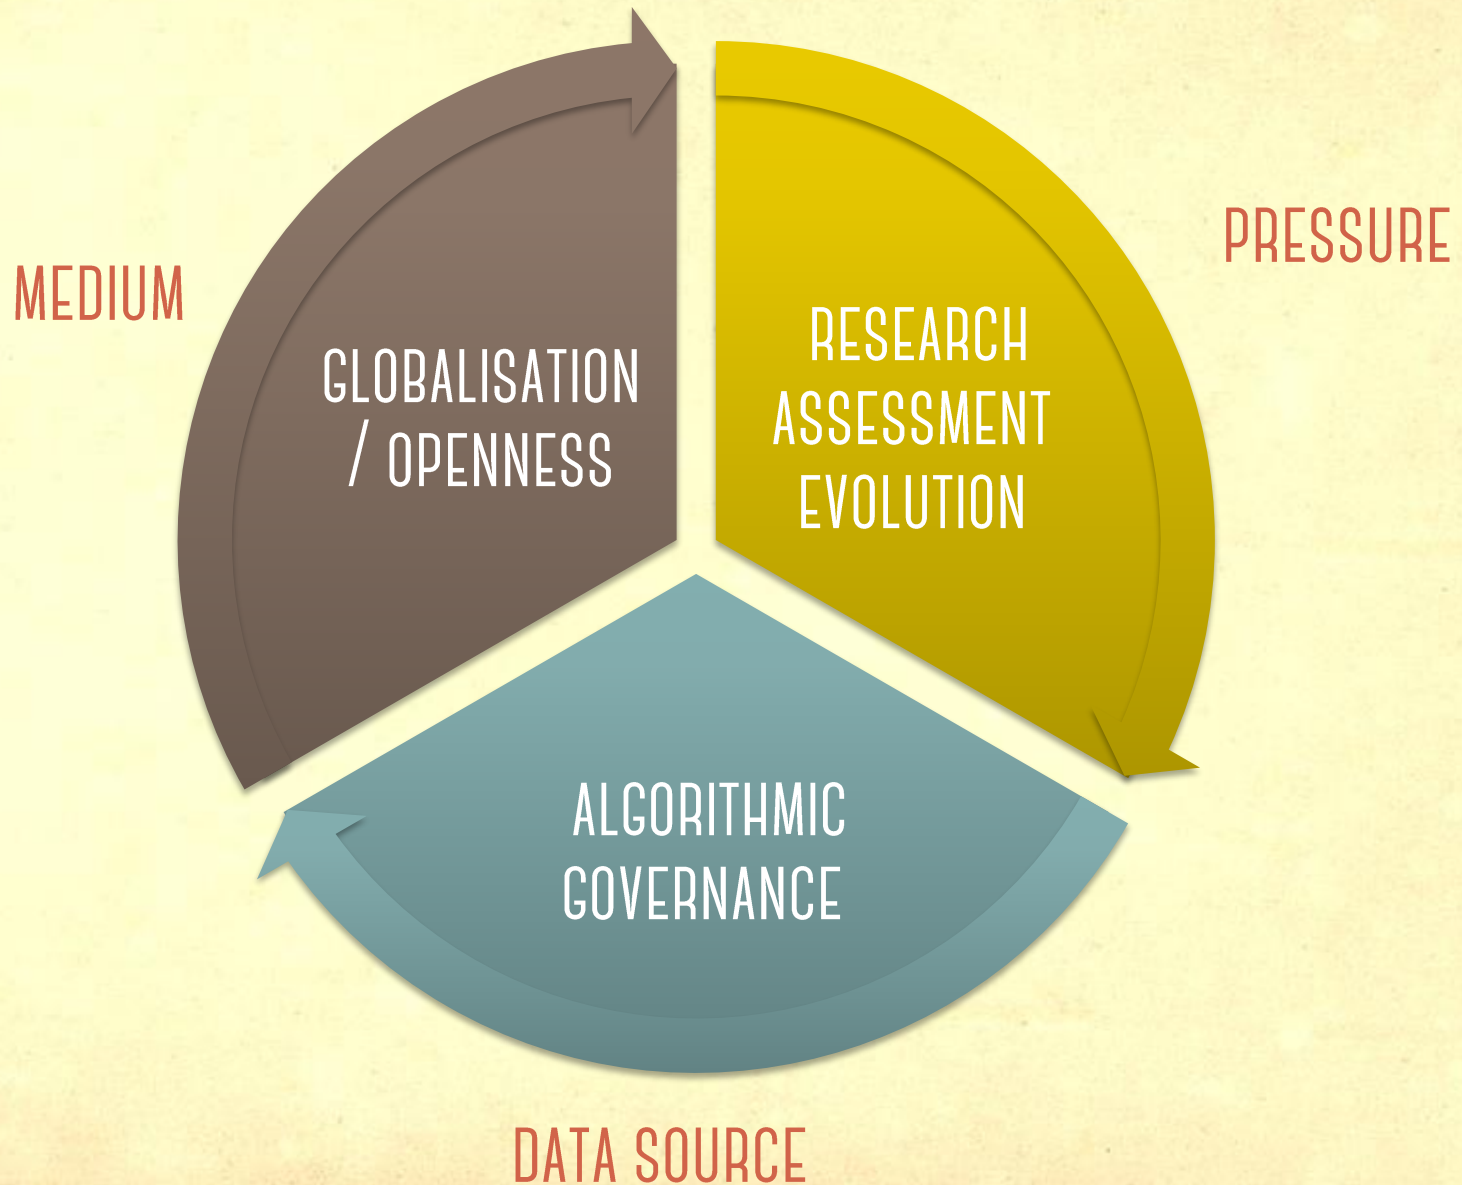 MEDIUM
PRESSURE
GLOBALISATION
/ OPENNESS
RESEARCH
ASSESSMENT
EVOLUTION
ALGORITHMIC
GOVERNANCE
DATA SOURCE